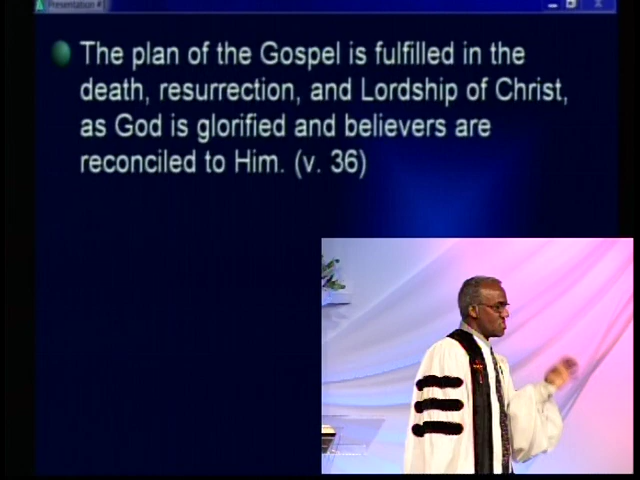 Presentation #
The plan of the Gospel is fulfilled in the
death, resurrection, and Lordship of Christ,
as God is glorified and believers are
reconciled to Him. (v. 36)